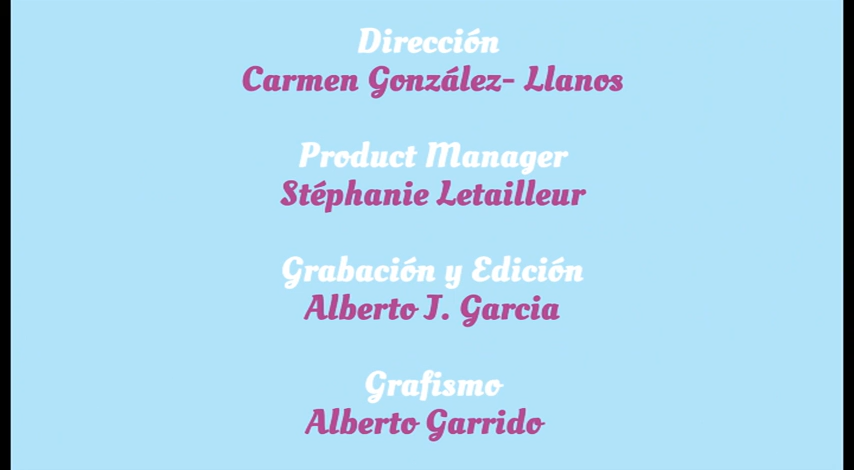 Dirección
Carmen González- Llanos
Product Manager
Stéphanie Letailleur
Grabación y Edición
Alberto J. Garcia
Grafismo
Alberto Garrido